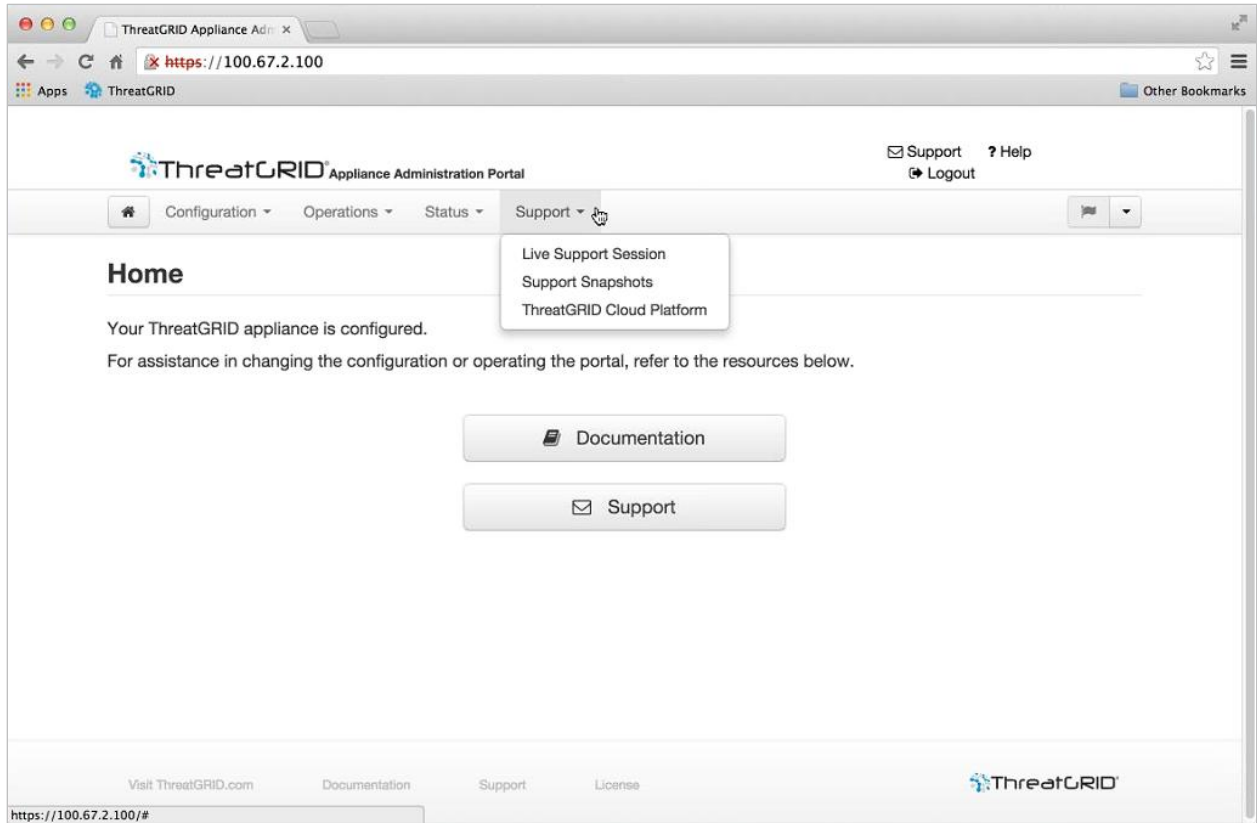 ThreatGRID Appliance Adn
https://100.67.2.100
Apps ThreatGRID Other Bookmarks
ThreatGRID® Appliance Administration Portal
Support ? Help
Logout
Configuration Operations Status Support
Live Support Session
Support Snapshots
ThreatGRID Cloud Platform
Home
Your ThreatGRID appliance is configured.
For assistance in changing the configuration or operating the portal, refer to the resources below.
Documentation
Support
Visit ThreatGRID.com Documentation Support License ThreatGRID®
https://100.67.2.100/#